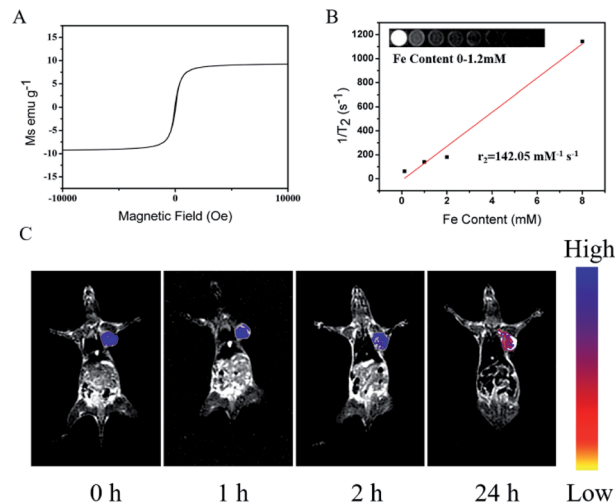 A
Ms emu g⁻¹
15
10
5
0
-5
-10
-15
-10000
0
10000
Magnetic Field (Oe)
B
1/T₂ (s⁻¹)
1200
1000
800
600
400
200
0
Fe Content 0-1.2mM
r₂=142.05 mM⁻¹ s⁻¹
0
2
4
6
8
Fe Content (mM)
C
High
0 h
1 h
2 h
24 h
Low